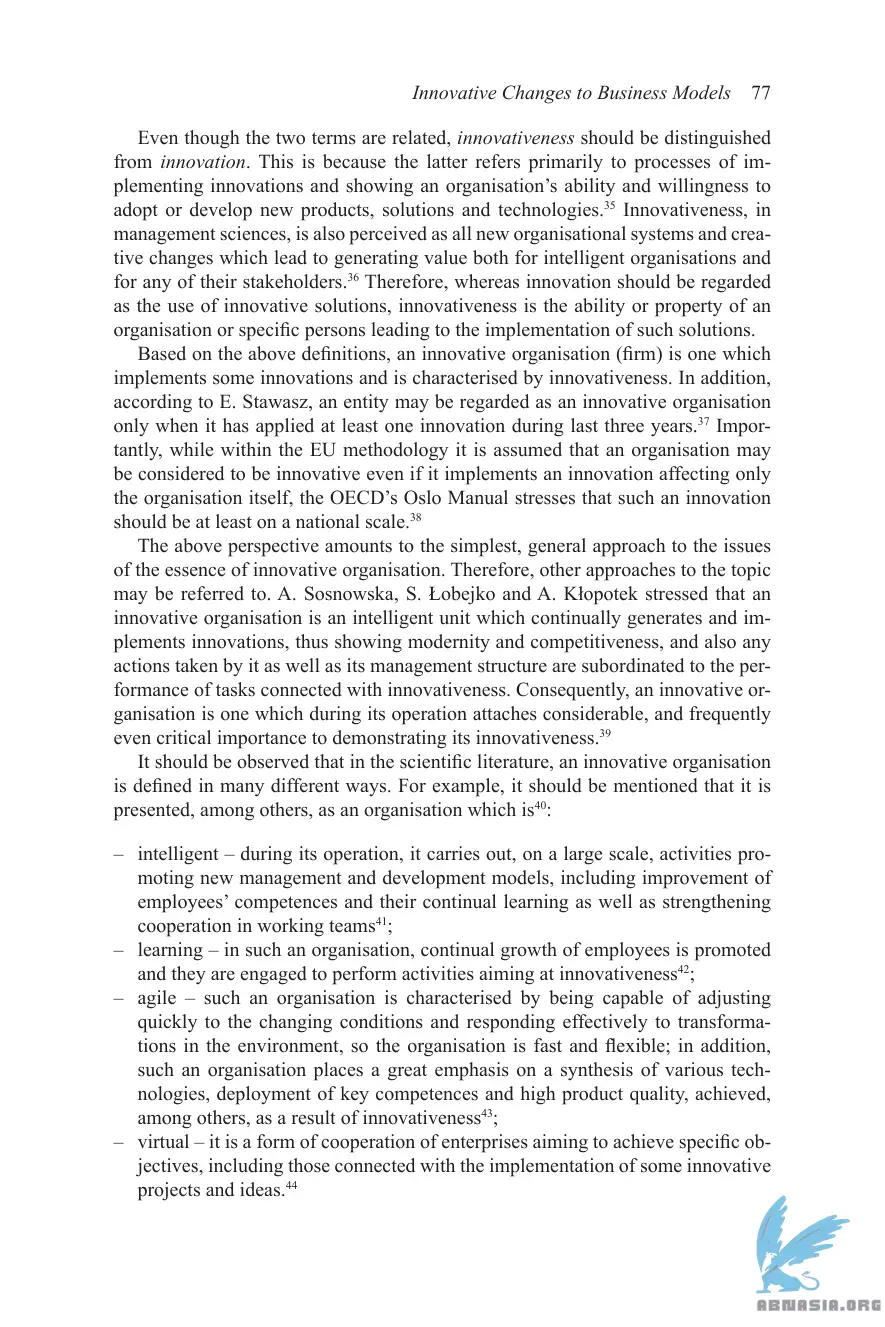 Innovative Changes to Business Models 77
Even though the two terms are related, innovativeness should be distinguished
from innovation. This is because the latter refers primarily to processes of im-
plementing innovations and showing an organisation's ability and willingness to
adopt or develop new products, solutions and technologies.35 Innovativeness, in
management sciences, is also perceived as all new organisational systems and crea-
tive changes which lead to generating value both for intelligent organisations and
for any of their stakeholders.36 Therefore, whereas innovation should be regarded
as the use of innovative solutions, innovativeness is the ability or property of an
organisation or specific persons leading to the implementation of such solutions.
Based on the above definitions, an innovative organisation (firm) is one which
implements some innovations and is characterised by innovativeness. In addition,
according to E. Stawasz, an entity may be regarded as an innovative organisation
only when it has applied at least one innovation during last three years.37 Impor-
tantly, while within the EU methodology it is assumed that an organisation may
be considered to be innovative even if it implements an innovation affecting only
the organisation itself, the OECD's Oslo Manual stresses that such an innovation
should be at least on a national scale.38
The above perspective amounts to the simplest, general approach to the issues
of the essence of innovative organisation. Therefore, other approaches to the topic
may be referred to. A. Sosnowska, S. Łobejko and A. Kłopotek stressed that an
innovative organisation is an intelligent unit which continually generates and im-
plements innovations, thus showing modernity and competitiveness, and also any
actions taken by it as well as its management structure are subordinated to the per-
formance of tasks connected with innovativeness. Consequently, an innovative or-
ganisation is one which during its operation attaches considerable, and frequently
even critical importance to demonstrating its innovativeness.39
It should be observed that in the scientific literature, an innovative organisation
is defined in many different ways. For example, it should be mentioned that it is
presented, among others, as an organisation which is40:
– intelligent – during its operation, it carries out, on a large scale, activities pro-
moting new management and development models, including improvement of
employees' competences and their continual learning as well as strengthening
cooperation in working teams41;
– learning – in such an organisation, continual growth of employees is promoted
and they are engaged to perform activities aiming at innovativeness42;
– agile – such an organisation is characterised by being capable of adjusting
quickly to the changing conditions and responding effectively to transforma-
tions in the environment, so the organisation is fast and flexible; in addition,
such an organisation places a great emphasis on a synthesis of various tech-
nologies, deployment of key competences and high product quality, achieved,
among others, as a result of innovativeness43;
– virtual – it is a form of cooperation of enterprises aiming to achieve specific ob-
jectives, including those connected with the implementation of some innovative
projects and ideas.44
ABNASIA.ORG